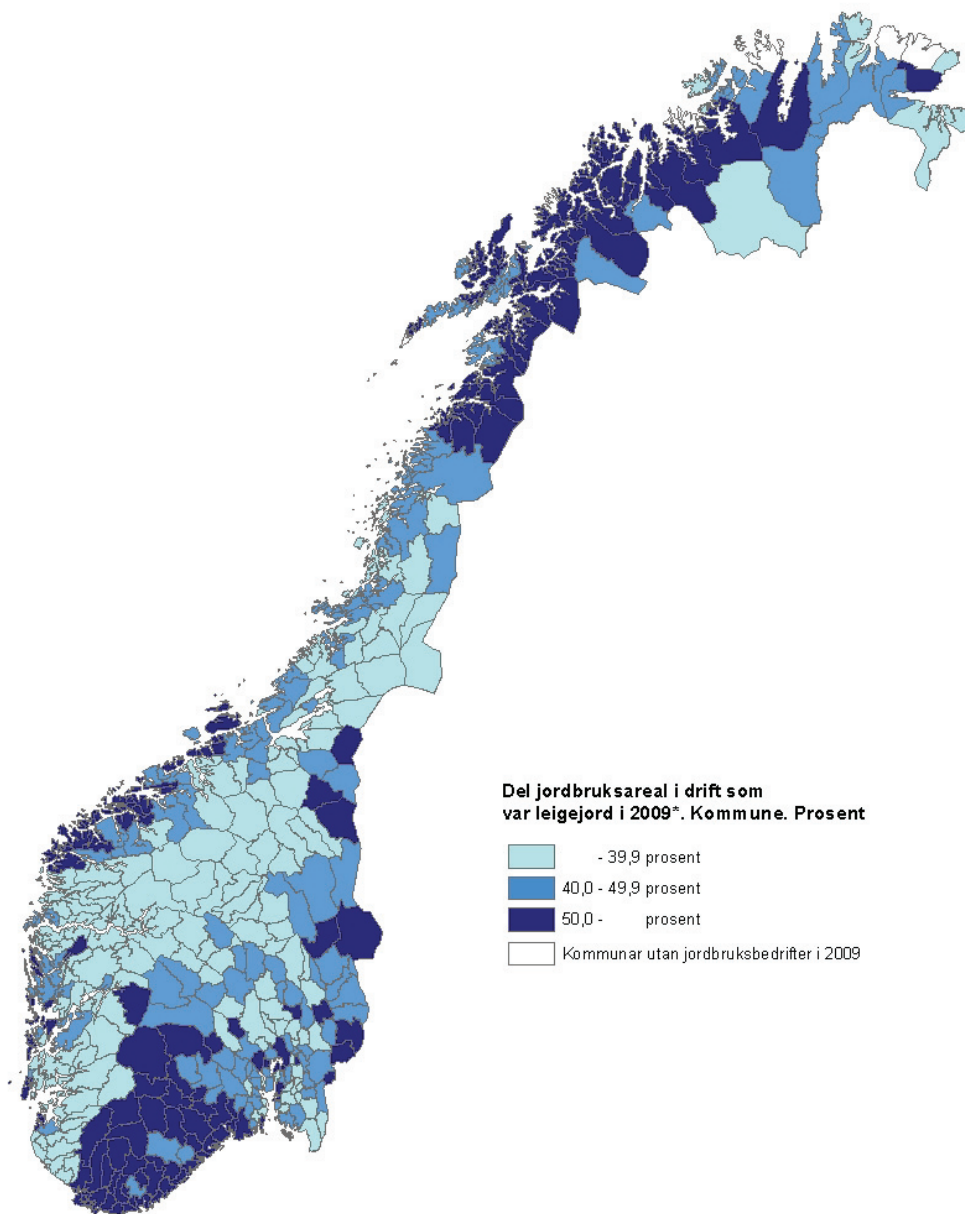 Del jordbruksareal i drift som
var leigejord i 2009*. Kommune. Prosent
- 39,9 prosent
40,0 - 49,9 prosent
50,0 - prosent
Kommunar utan jordbruksbedrifter i 2009